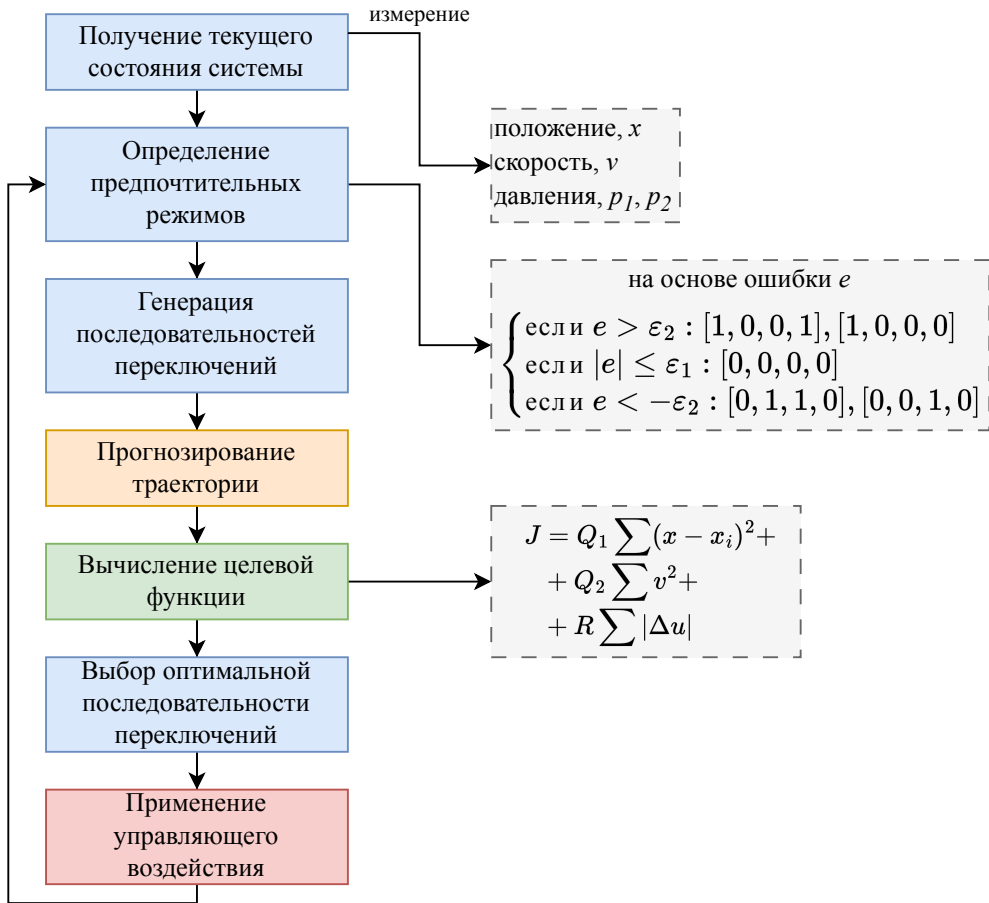 измерение
Получение текущего
состояния системы
положение, x
скорость, v
давления, p₁, p₂
Определение
предпочтительных
режимов
на основе ошибки e
если e > ε₂ : [1, 0, 0, 1], [1, 0, 0, 0]
если |e| ≤ ε₁ : [0, 0, 0, 0]
если e < −ε₂ : [0, 1, 1, 0], [0, 0, 1, 0]
Генерация
последовательностей
переключений
Прогнозирование
траектории
Вычисление целевой
функции
J = Q₁ ∑(x − xᵢ)² +
+ Q₂ ∑ v² +
+ R ∑ |Δu|
Выбор оптимальной
последовательности
переключений
Применение
управляющего
воздействия